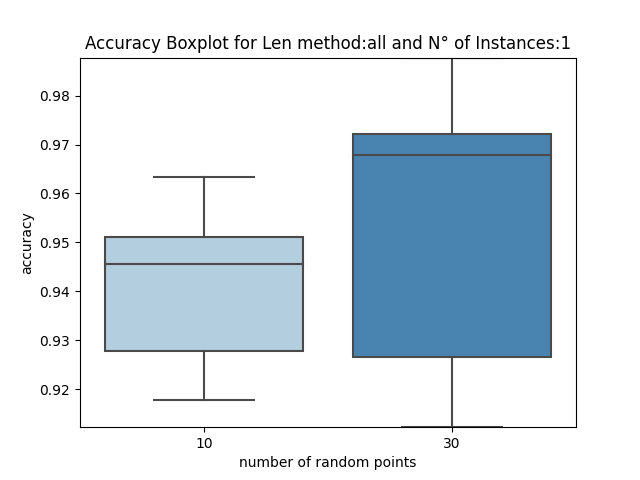 Accuracy Boxplot for Len method:all and N° of Instances:1
0.98
0.97
0.96
0.95
0.94
0.93
0.92
accuracy
10 30
number of random points